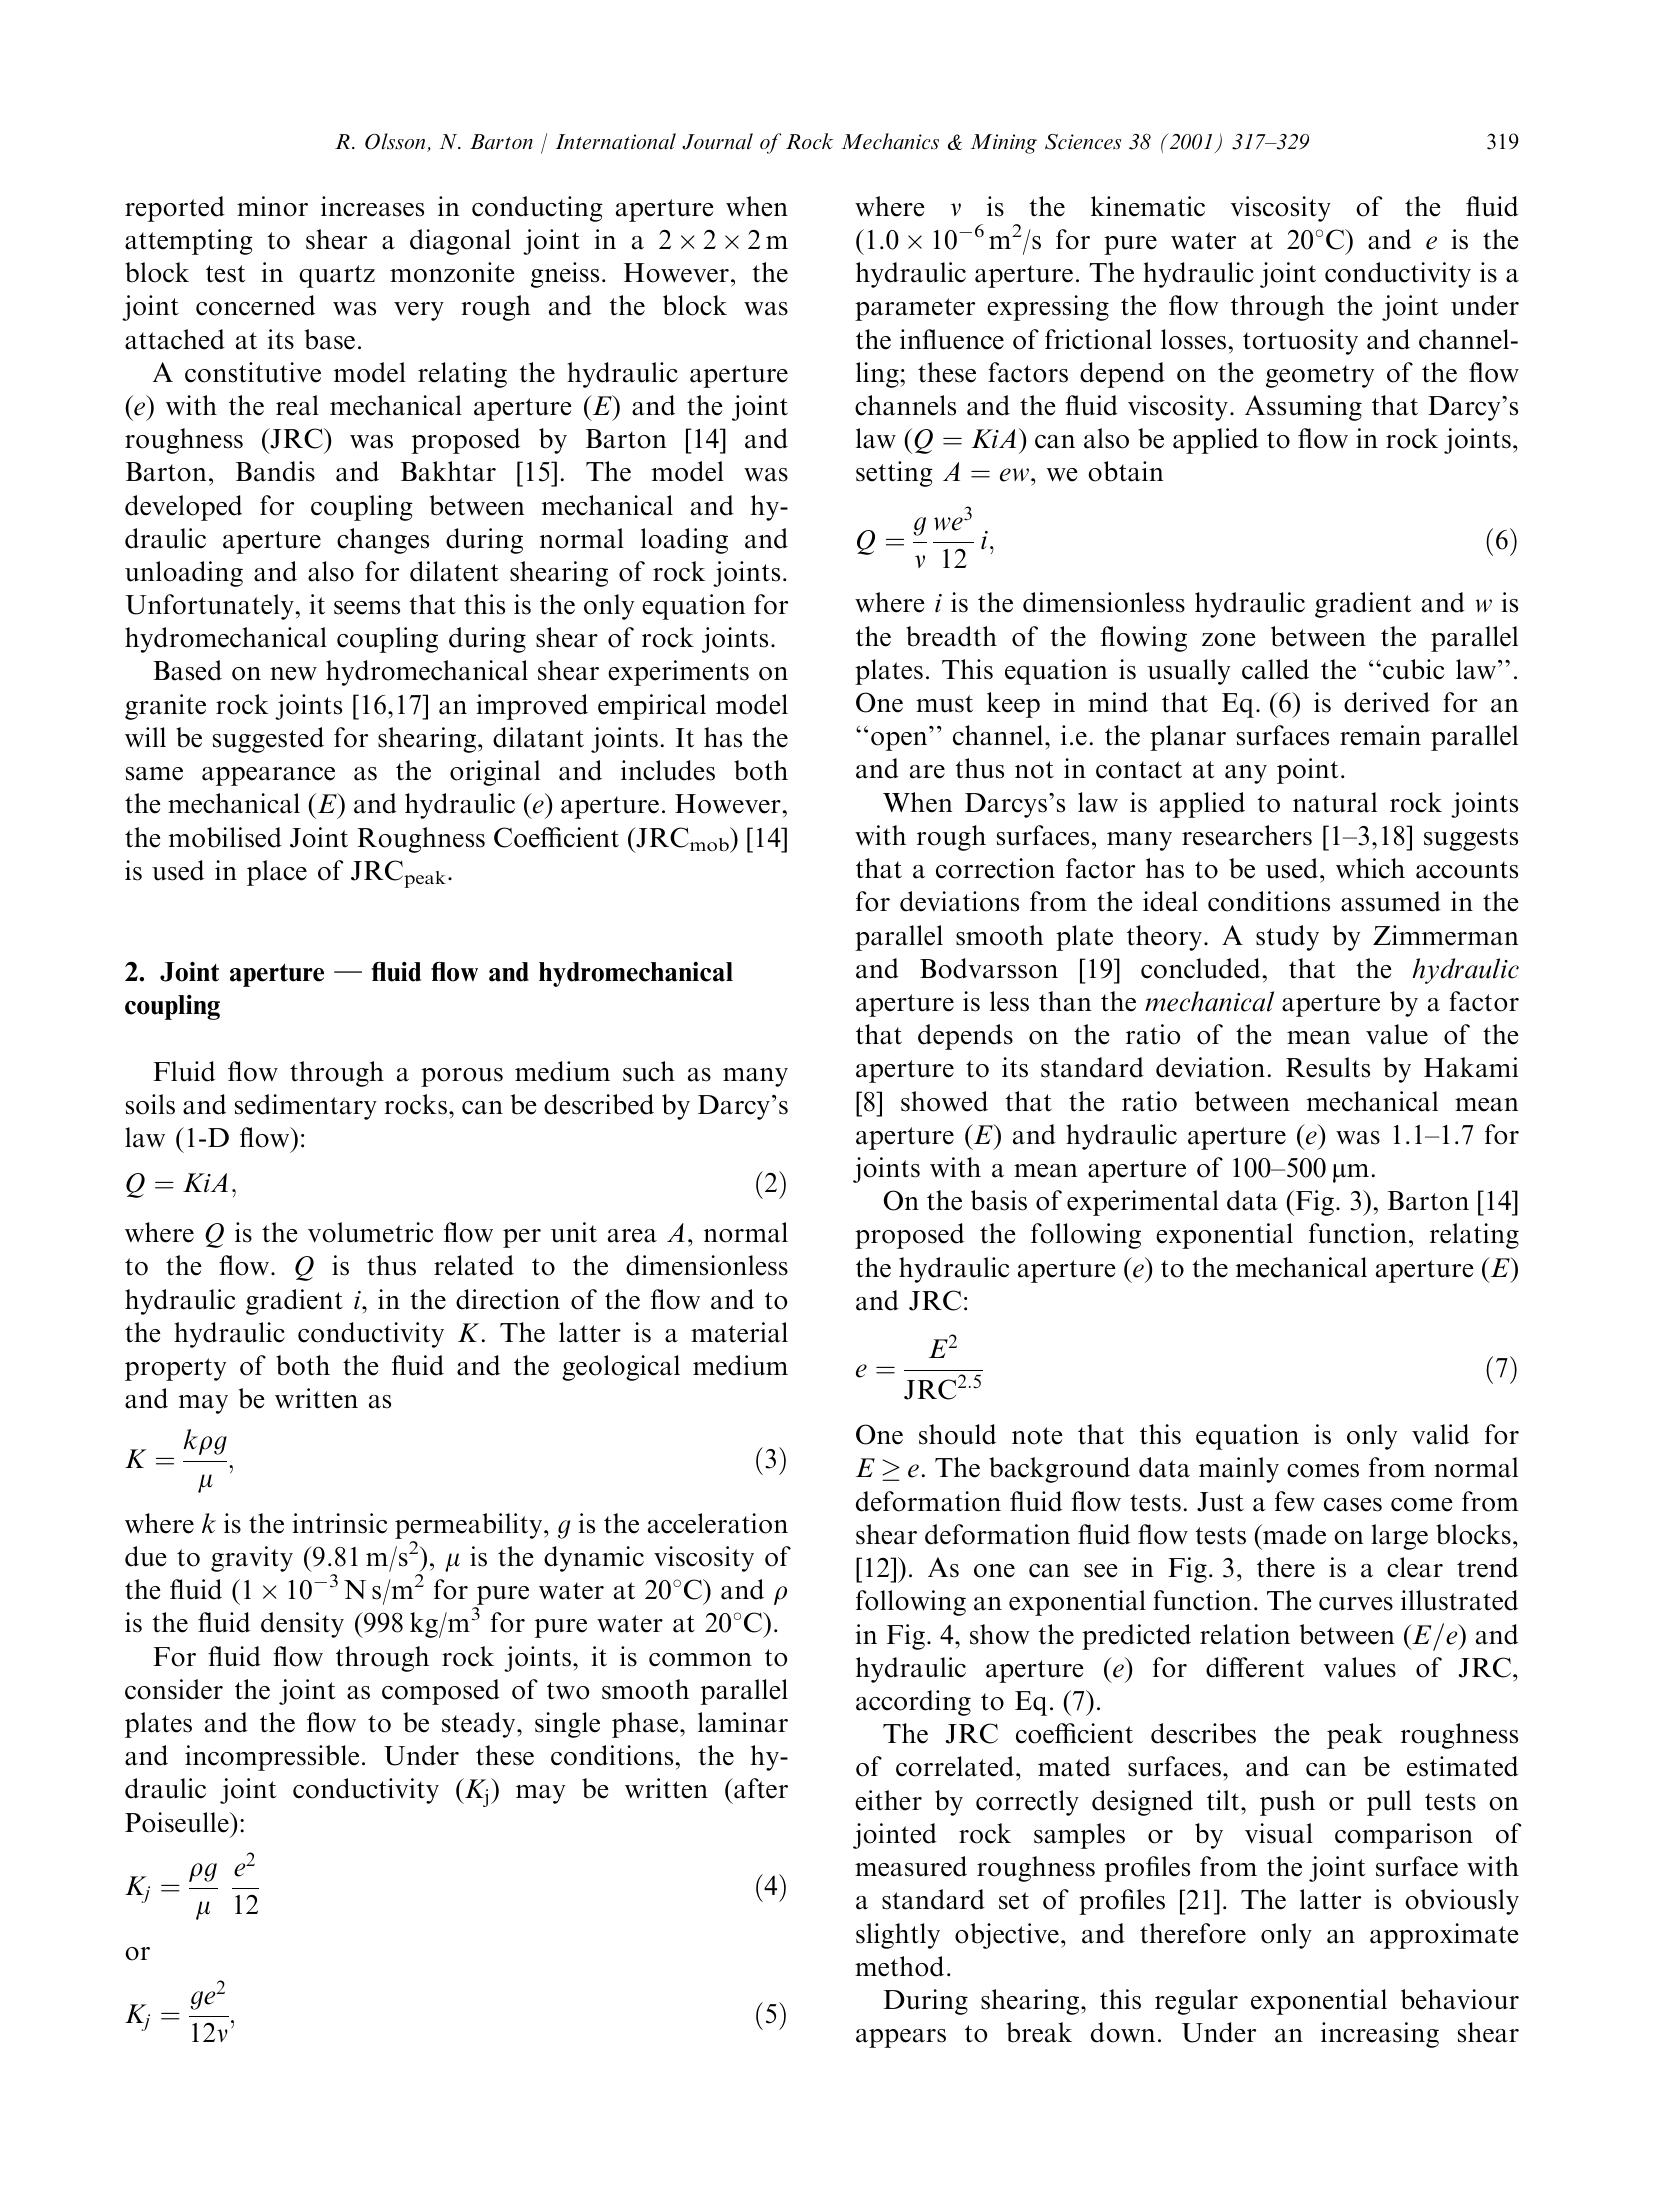 R. Olsson, N. Barton / International Journal of Rock Mechanics & Mining Sciences 38 (2001) 317–329 319
reported minor increases in conducting aperture when
attempting to shear a diagonal joint in a 2 × 2 × 2 m
block test in quartz monzonite gneiss. However, the
joint concerned was very rough and the block was
attached at its base.
A constitutive model relating the hydraulic aperture
(e) with the real mechanical aperture (E) and the joint
roughness (JRC) was proposed by Barton [14] and
Barton, Bandis and Bakhtar [15]. The model was
developed for coupling between mechanical and hy-
draulic aperture changes during normal loading and
unloading and also for dilatent shearing of rock joints.
Unfortunately, it seems that this is the only equation for
hydromechanical coupling during shear of rock joints.
Based on new hydromechanical shear experiments on
granite rock joints [16,17] an improved empirical model
will be suggested for shearing, dilatant joints. It has the
same appearance as the original and includes both
the mechanical (E) and hydraulic (e) aperture. However,
the mobilised Joint Roughness Coefficient (JRC_mob) [14]
is used in place of JRC_peak.
2. Joint aperture — fluid flow and hydromechanical
coupling
Fluid flow through a porous medium such as many
soils and sedimentary rocks, can be described by Darcy's
law (1-D flow):
Q = KiA, (2)
where Q is the volumetric flow per unit area A, normal
to the flow. Q is thus related to the dimensionless
hydraulic gradient i, in the direction of the flow and to
the hydraulic conductivity K. The latter is a material
property of both the fluid and the geological medium
and may be written as
K = kρg/μ, (3)
where k is the intrinsic permeability, g is the acceleration
due to gravity (9.81 m/s²), μ is the dynamic viscosity of
the fluid (1 × 10⁻³ N s/m² for pure water at 20°C) and ρ
is the fluid density (998 kg/m³ for pure water at 20°C).
For fluid flow through rock joints, it is common to
consider the joint as composed of two smooth parallel
plates and the flow to be steady, single phase, laminar
and incompressible. Under these conditions, the hy-
draulic joint conductivity (K_j) may be written (after
Poiseulle):
K_j = ρg/μ e²/12 (4)
or
K_j = ge²/12ν, (5)
where ν is the kinematic viscosity of the fluid
(1.0 × 10⁻⁶ m²/s for pure water at 20°C) and e is the
hydraulic aperture. The hydraulic joint conductivity is a
parameter expressing the flow through the joint under
the influence of frictional losses, tortuosity and channel-
ling; these factors depend on the geometry of the flow
channels and the fluid viscosity. Assuming that Darcy's
law (Q = KiA) can also be applied to flow in rock joints,
setting A = ew, we obtain
Q = g/ν we³/12 i, (6)
where i is the dimensionless hydraulic gradient and w is
the breadth of the flowing zone between the parallel
plates. This equation is usually called the ‘‘cubic law’’.
One must keep in mind that Eq. (6) is derived for an
‘‘open’’ channel, i.e. the planar surfaces remain parallel
and are thus not in contact at any point.
When Darcys's law is applied to natural rock joints
with rough surfaces, many researchers [1–3,18] suggests
that a correction factor has to be used, which accounts
for deviations from the ideal conditions assumed in the
parallel smooth plate theory. A study by Zimmerman
and Bodvarsson [19] concluded, that the hydraulic
aperture is less than the mechanical aperture by a factor
that depends on the ratio of the mean value of the
aperture to its standard deviation. Results by Hakami
[8] showed that the ratio between mechanical mean
aperture (E) and hydraulic aperture (e) was 1.1–1.7 for
joints with a mean aperture of 100–500 μm.
On the basis of experimental data (Fig. 3), Barton [14]
proposed the following exponential function, relating
the hydraulic aperture (e) to the mechanical aperture (E)
and JRC:
e = E²/JRC^2.5 (7)
One should note that this equation is only valid for
E ≥ e. The background data mainly comes from normal
deformation fluid flow tests. Just a few cases come from
shear deformation fluid flow tests (made on large blocks,
[12]). As one can see in Fig. 3, there is a clear trend
following an exponential function. The curves illustrated
in Fig. 4, show the predicted relation between (E/e) and
hydraulic aperture (e) for different values of JRC,
according to Eq. (7).
The JRC coefficient describes the peak roughness
of correlated, mated surfaces, and can be estimated
either by correctly designed tilt, push or pull tests on
jointed rock samples or by visual comparison of
measured roughness profiles from the joint surface with
a standard set of profiles [21]. The latter is obviously
slightly objective, and therefore only an approximate
method.
During shearing, this regular exponential behaviour
appears to break down. Under an increasing shear